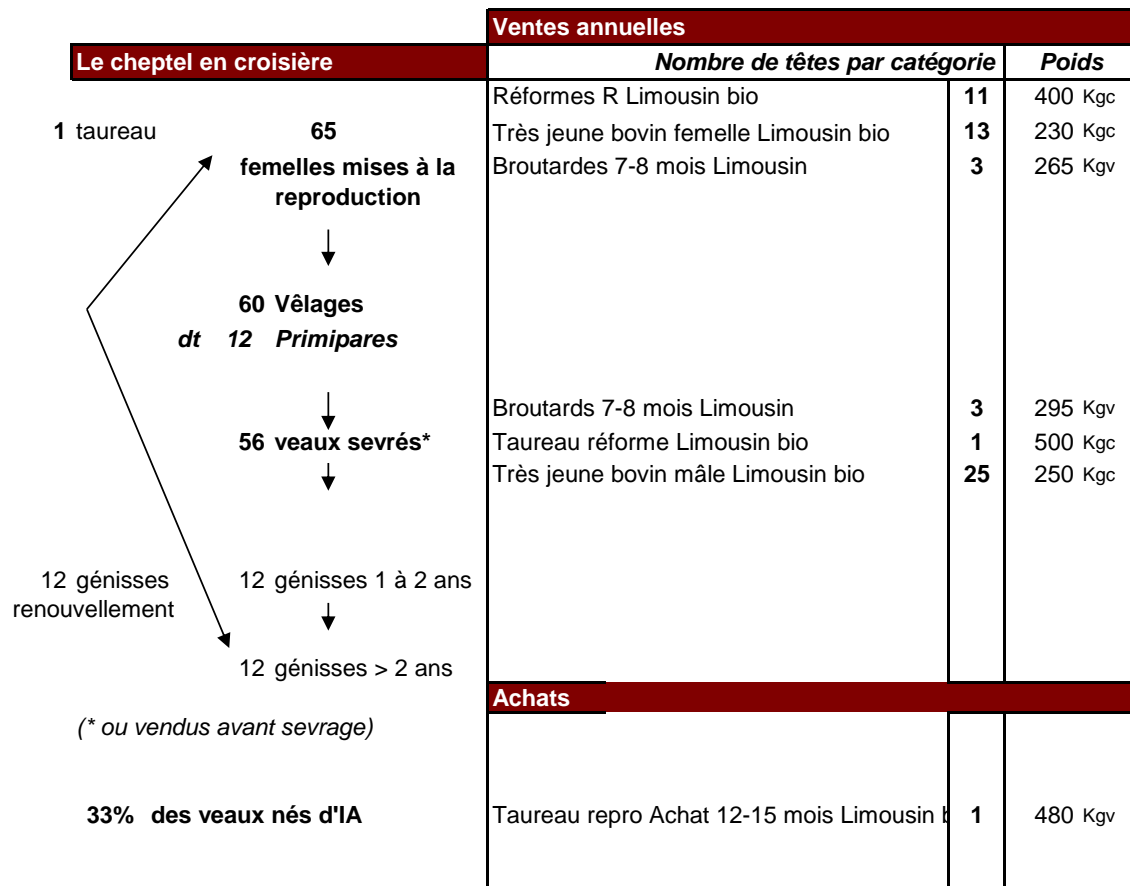 Ventes annuelles
Le cheptel en croisière
Nombre de têtes par catégorie Poids
Réformes R Limousin bio 11 400 Kgc
1 taureau 65 Très jeune bovin femelle Limousin bio 13 230 Kgc
femelles mises à la Broutardes 7-8 mois Limousin 3 265 Kgv
reproduction
60 Vêlages
dt 12 Primipares
Broutards 7-8 mois Limousin 3 295 Kgv
56 veaux sevrés* Taureau réforme Limousin bio 1 500 Kgc
Très jeune bovin mâle Limousin bio 25 250 Kgc
12 génisses 12 génisses 1 à 2 ans
renouvellement
12 génisses > 2 ans
Achats
(* ou vendus avant sevrage)
33% des veaux nés d'IA Taureau repro Achat 12-15 mois Limousin 1 480 Kgv